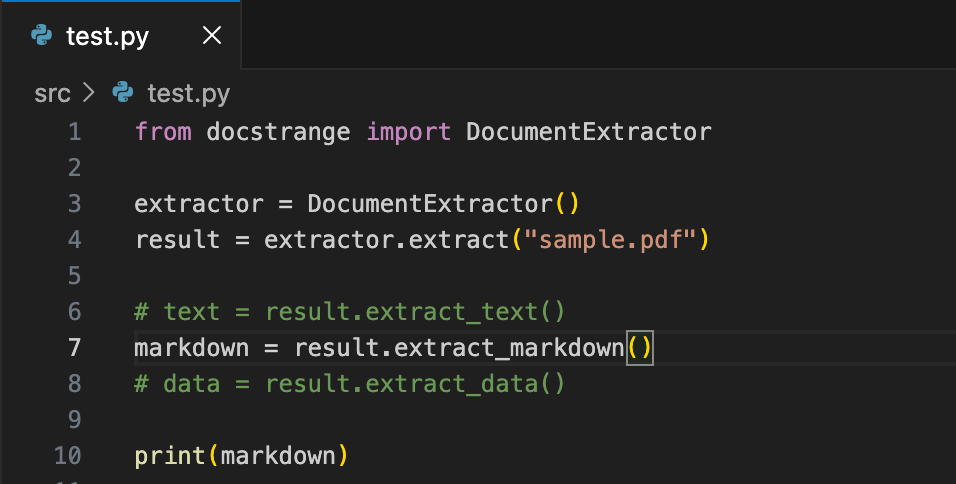 test.py ×
src > test.py
1 from docstrange import DocumentExtractor
2
3 extractor = DocumentExtractor()
4 result = extractor.extract("sample.pdf")
5
6 # text = result.extract_text()
7 markdown = result.extract_markdown()
8 # data = result.extract_data()
9
10 print(markdown)